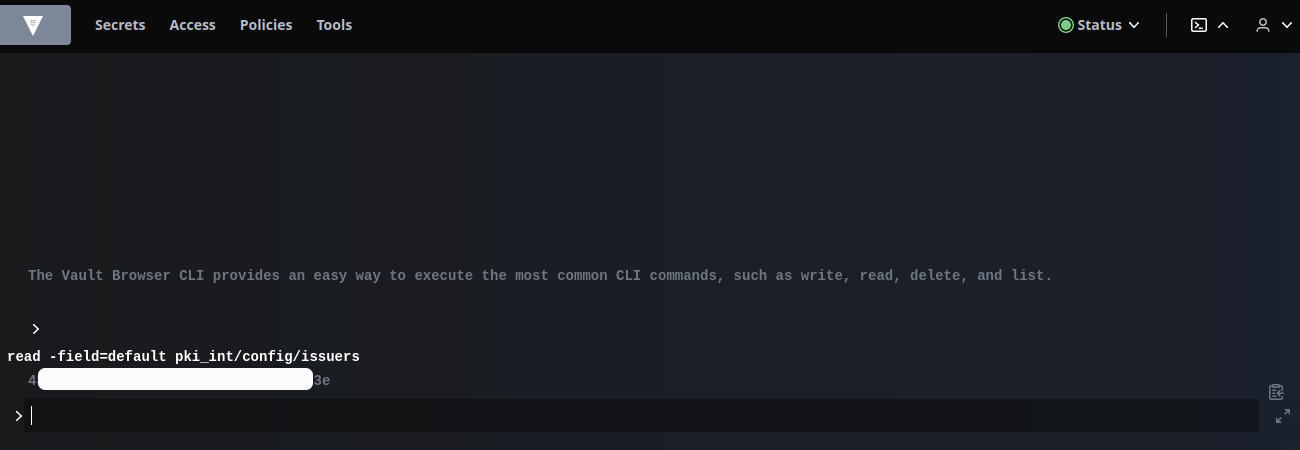 Secrets Access Policies Tools Status
The Vault Browser CLI provides an easy way to execute the most common CLI commands, such as write, read, delete, and list.
>
read -field=default pki_int/config/issuers
4 3e
>